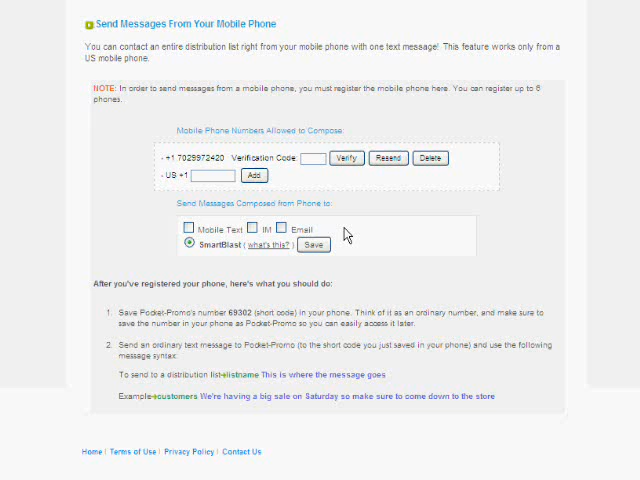 Send Messages From Your Mobile Phone
You can contact an entire distribution list right from your mobile phone with one text message! This feature works only from a
US mobile phone.
NOTE: In order to send messages from a mobile phone, you must register the mobile phone here. You can register up to 6
phones.
Mobile Phone Numbers Allowed to Compose:
- +1 7029972420 Verification Code: Verify Resend Delete
- US +1 Add
Send Messages Composed from Phone to:
Mobile Text IM Email
SmartBlast ( what's this? ) Save
After you've registered your phone, here's what you should do:
1. Save Pocket-Promo's number 69302 (short code) in your phone. Think of it as an ordinary number, and make sure to
save the number in your phone as Pocket-Promo so you can easily access it later.
2. Send an ordinary text message to Pocket-Promo (to the short code you just saved in your phone) and use the following
message syntax:
To send to a distribution list→listname This is where the message goes
Example→customers We're having a big sale on Saturday so make sure to come down to the store
Home | Terms of Use | Privacy Policy | Contact Us